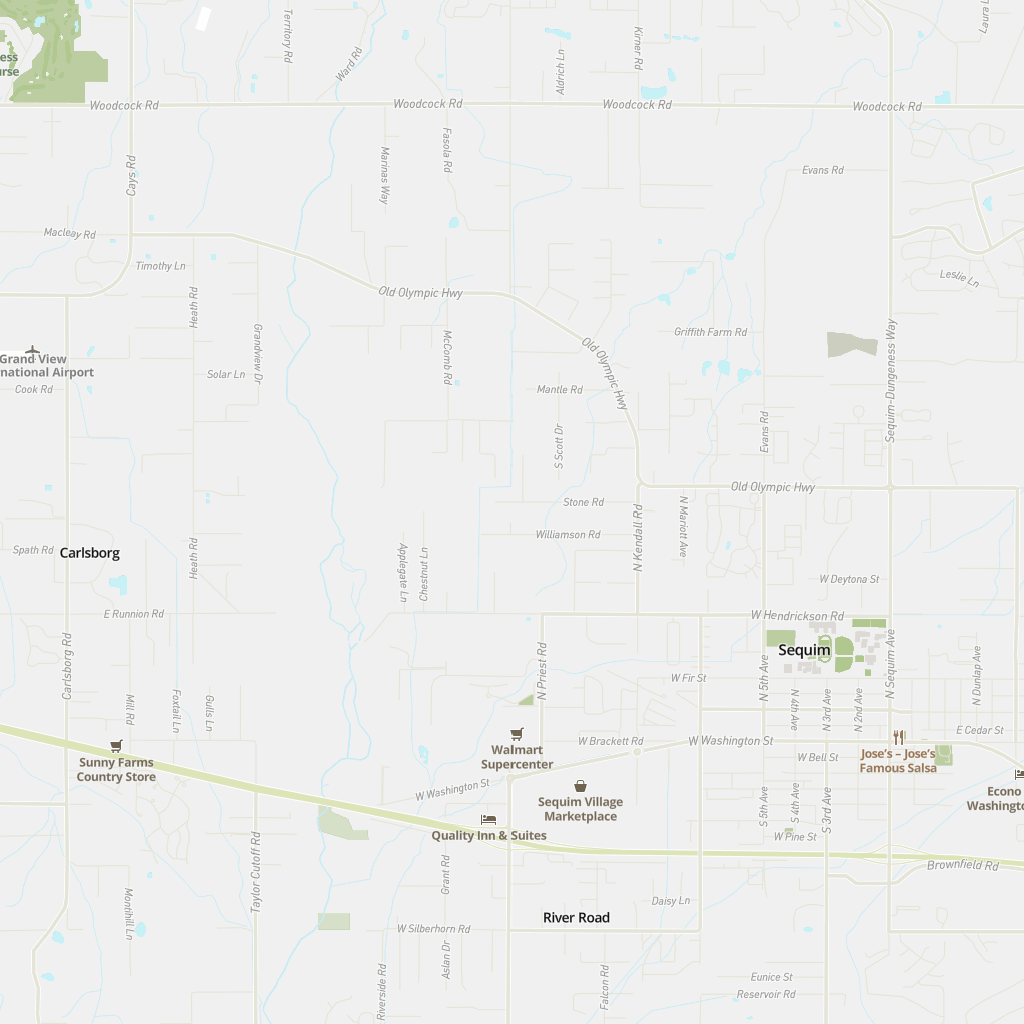 Territory Rd
Ward Rd
Kirner Rd
Aldrich Ln
Laura L
ess
urse
Woodcock Rd
Woodcock Rd
Woodcock Rd
Woodcock Rd
Cays Rd
Marinas Way
Fasola Rd
Evans Rd
Macleay Rd
Timothy Ln
Leslie Ln
Heath Rd
Old Olympic Hwy
Grandview Dr
McComb Rd
Old Olympic Hwy
Griffith Farm Rd
Sequim-Dungeness Way
Grand View
rnational Airport
Cook Rd
Solar Ln
Mantle Rd
S Scott Dr
Evans Rd
Old Olympic Hwy
Stone Rd
N Kendall Rd
N Mariott Ave
Williamson Rd
Spath Rd
Carlsborg
Heath Rd
Applegate Ln
Chestnut Ln
W Deytona St
E Runnion Rd
W Hendrickson Rd
Sequim
Carlsborg Rd
N Priest Rd
W Fir St
N 5th Ave
N 4th Ave
N 3rd Ave
N 2nd Ave
N Sequim Ave
N Dunlap Ave
Mill Rd
Foxtail Ln
Gulls Ln
E Cedar St
W Brackett Rd
W Washington St
W Bell St
Walmart
Supercenter
Jose's – Jose's
Famous Salsa
Sunny Farms
Country Store
W Washington St
Sequim Village
Marketplace
S 5th Ave
S 4th Ave
S 3rd Ave
Econo
Washingto
Quality Inn & Suites
W Pine St
Brownfield Rd
Taylor Cutoff Rd
Grant Rd
Daisy Ln
Monthill Ln
River Road
W Silberhorn Rd
Aslan Dr
Riverside Rd
Falcon Rd
Eunice St
Reservoir Rd